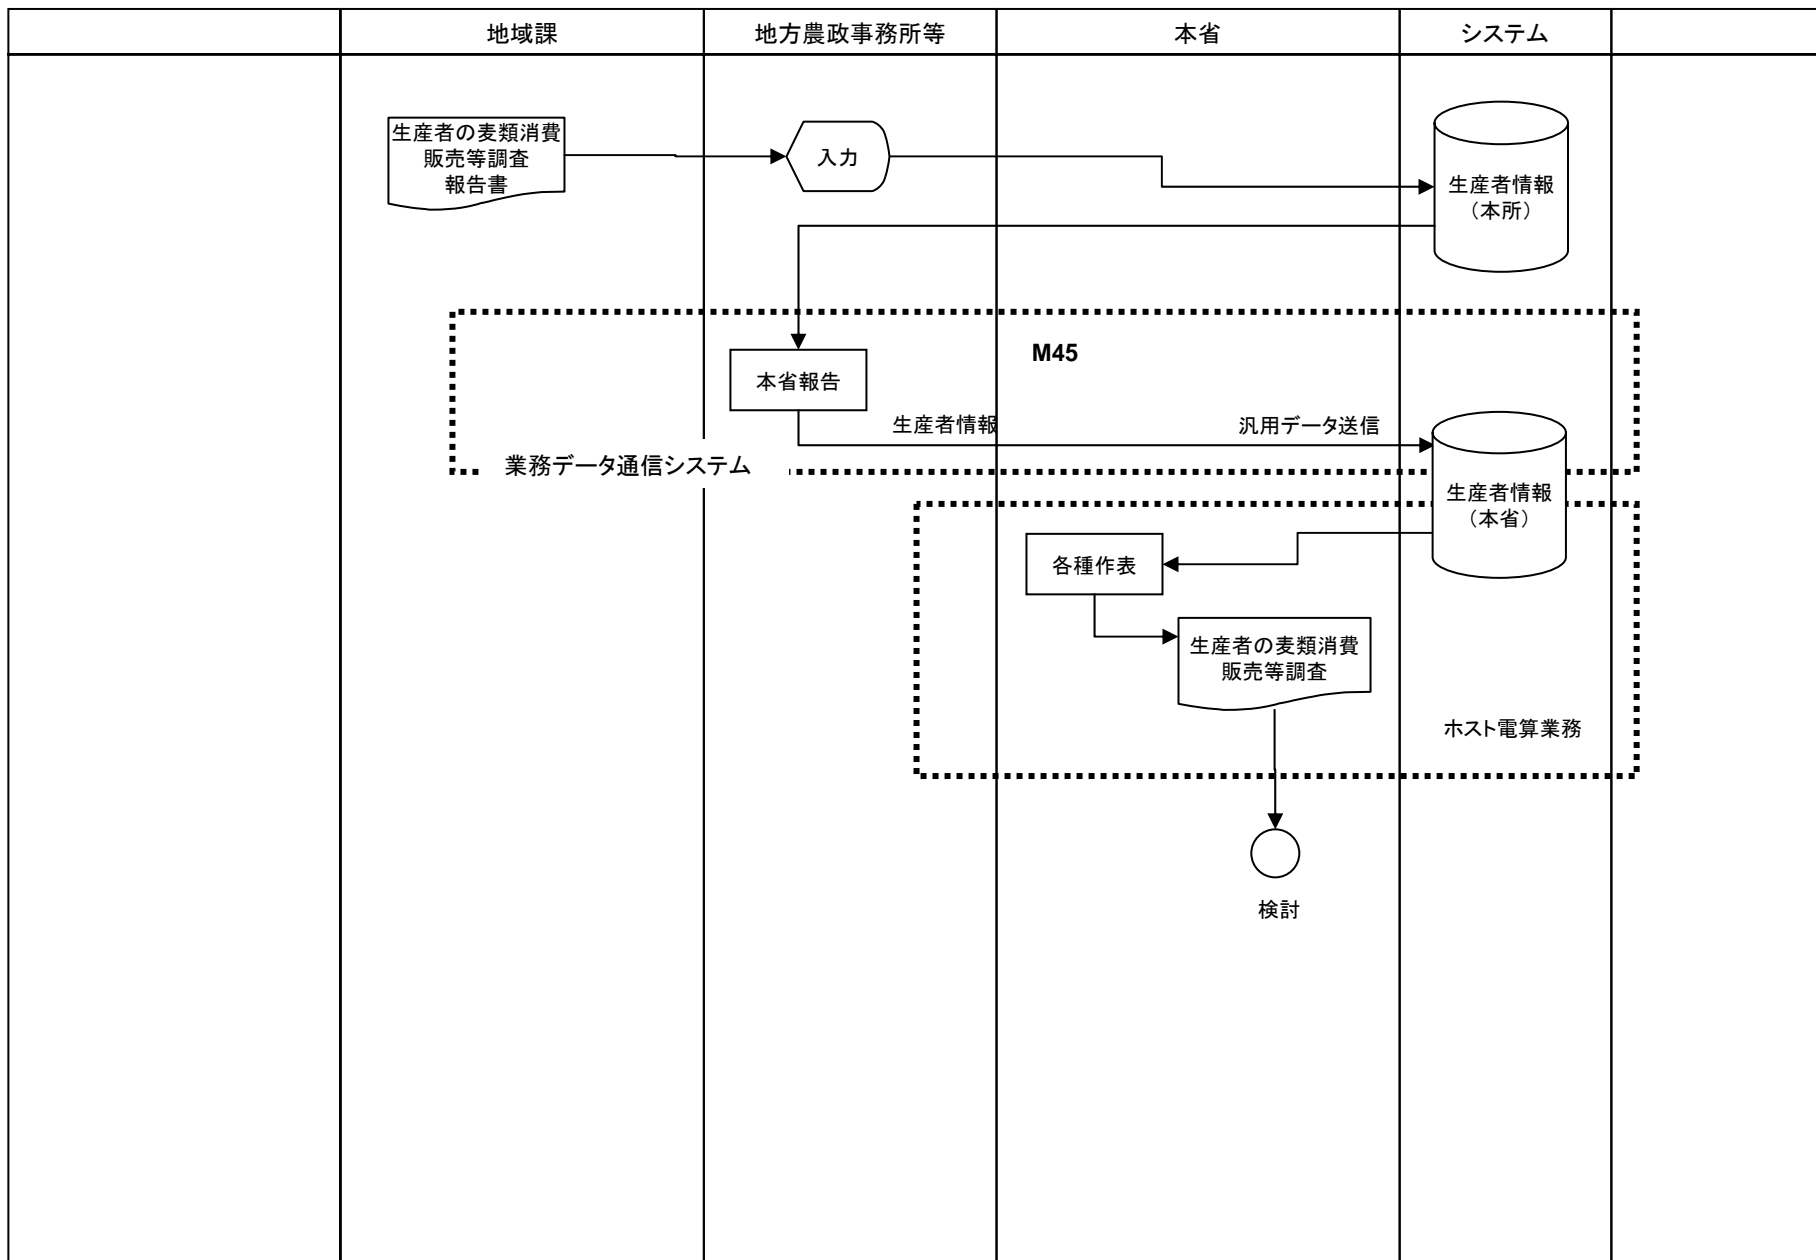 地域課
地方農政事務所等
本省
システム
生産者の麦類消費
販売等調査
報告書
入力
生産者情報
（本所）
M45
本省報告
生産者情報
汎用データ送信
業務データ通信システム
生産者情報
（本省）
各種作表
生産者の麦類消費
販売等調査
ホスト電算業務
検討